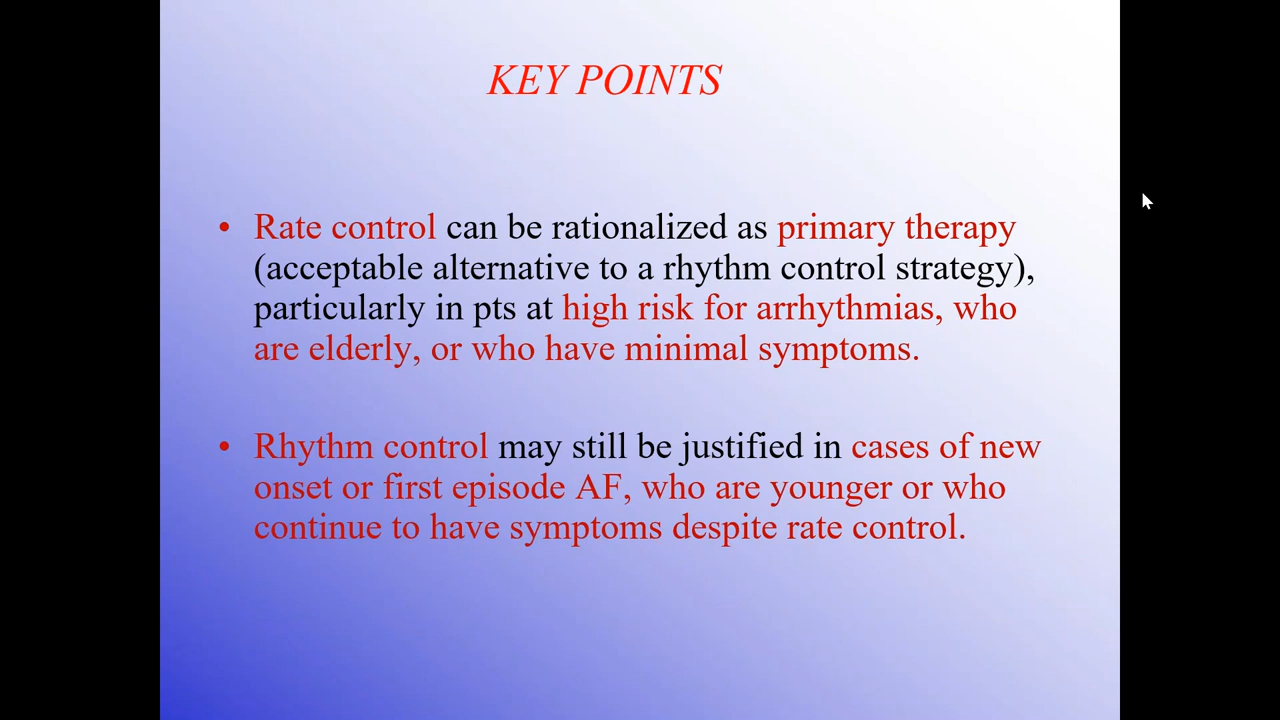 KEY POINTS
• Rate control can be rationalized as primary therapy
(acceptable alternative to a rhythm control strategy),
particularly in pts at high risk for arrhythmias, who
are elderly, or who have minimal symptoms.
• Rhythm control may still be justified in cases of new
onset or first episode AF, who are younger or who
continue to have symptoms despite rate control.